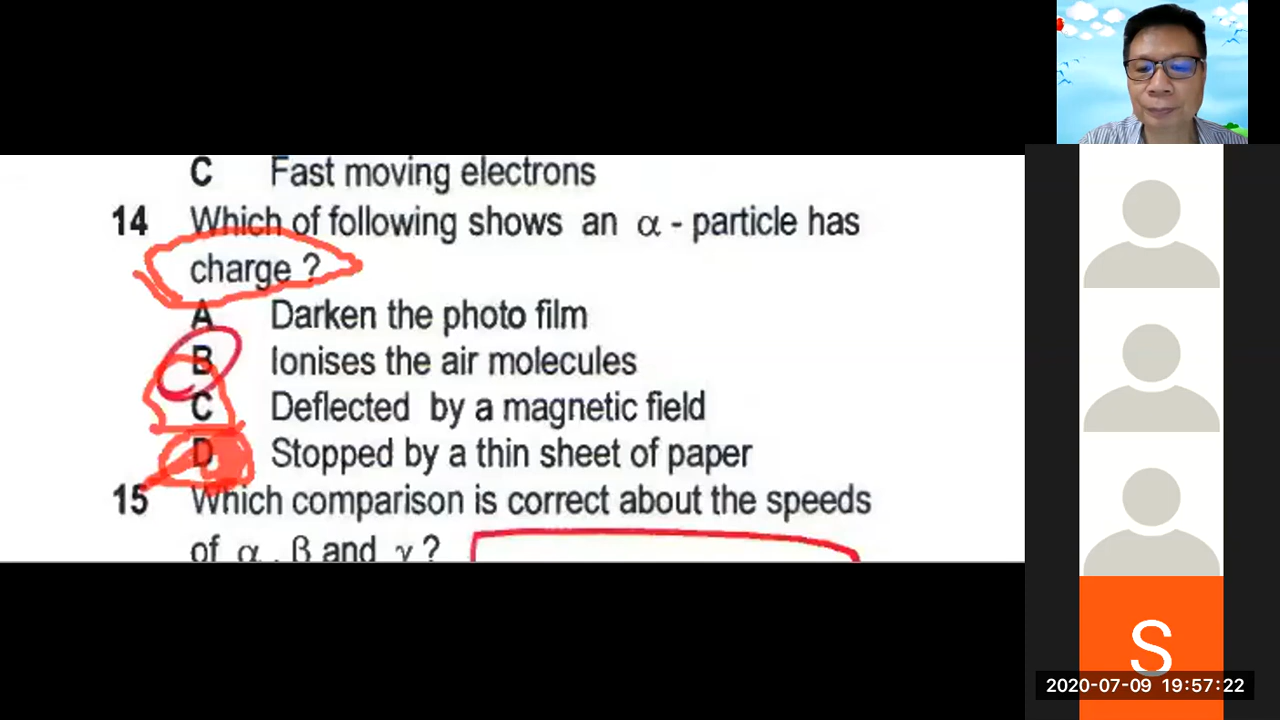 C Fast moving electrons
14 Which of following shows an α - particle has
charge ?
A Darken the photo film
B Ionises the air molecules
C Deflected by a magnetic field
D Stopped by a thin sheet of paper
15 Which comparison is correct about the speeds
of α , β and γ ?
S
2020-07-09 19:57:22